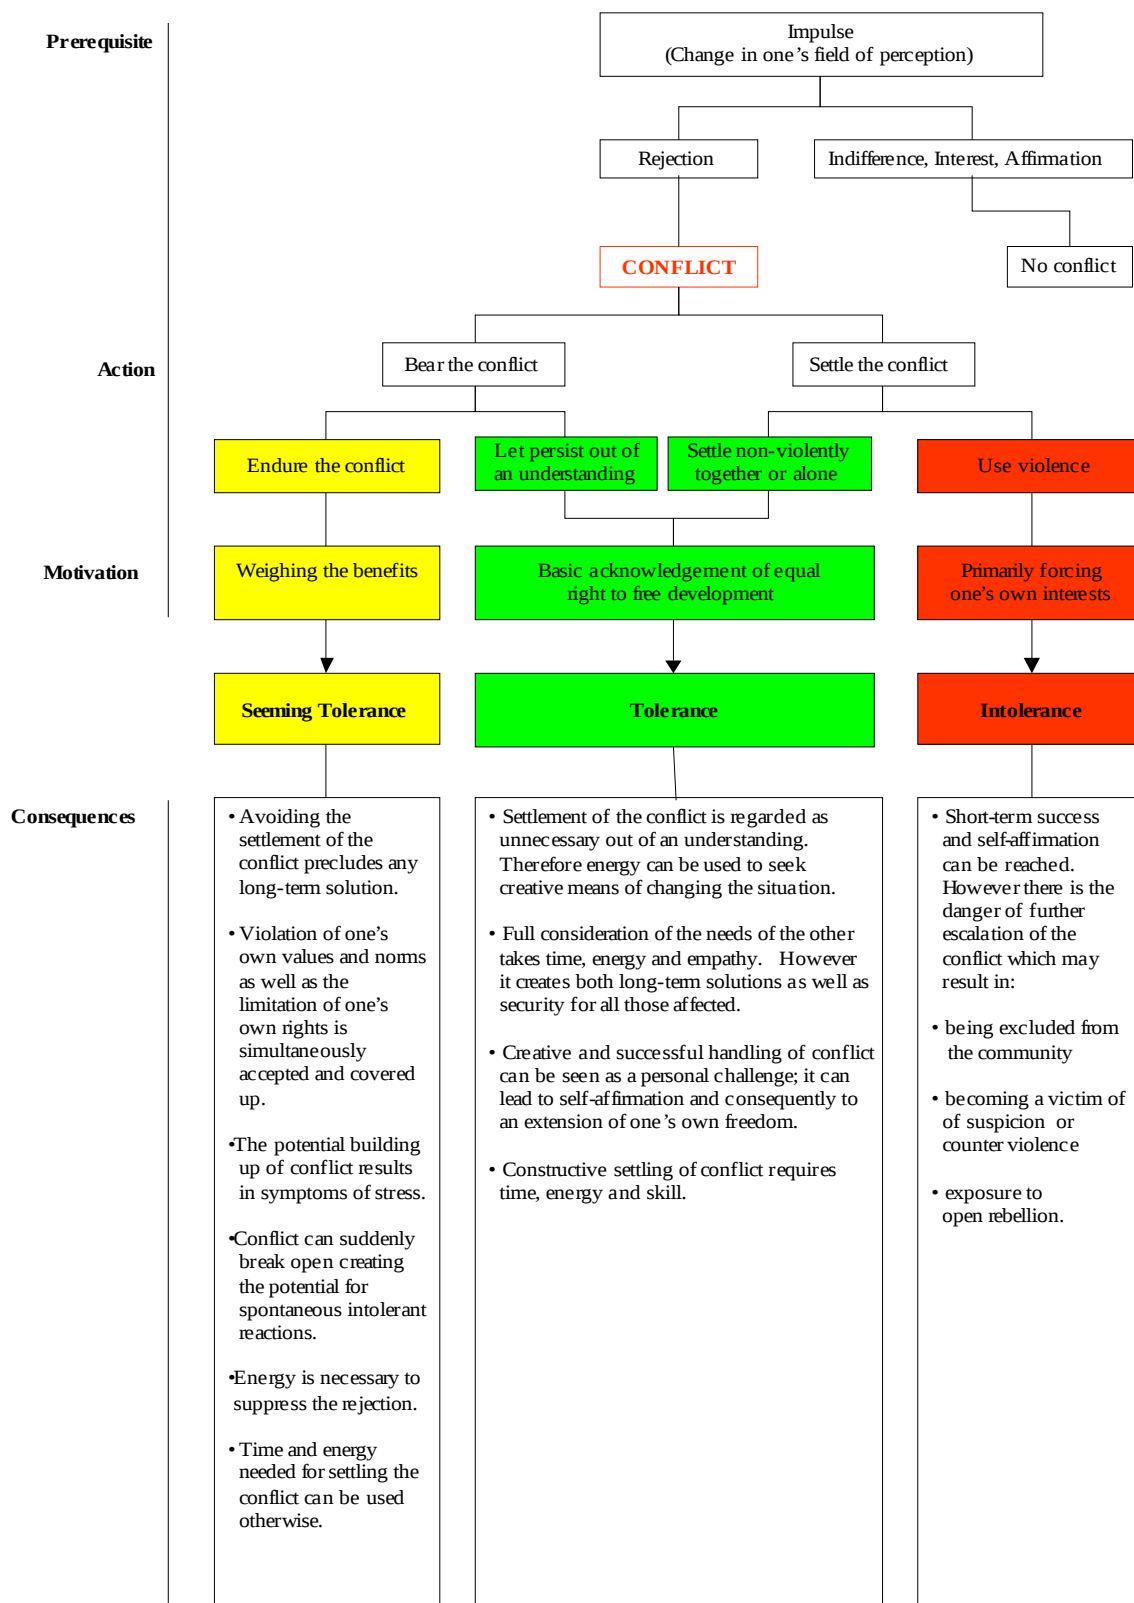 Prerequisite
Impulse
(Change in one's field of perception)
Rejection
Indifference, Interest, Affirmation
CONFLICT
No conflict
Action
Bear the conflict
Settle the conflict
Endure the conflict
Let persist out of
an understanding
Settle non-violently
together or alone
Use violence
Motivation
Weighing the benefits
Basic acknowledgement of equal
right to free development
Primarily forcing
one's own interests
Seeming Tolerance
Tolerance
Intolerance
Consequences
• Avoiding the
settlement of the
conflict precludes any
long-term solution.
• Violation of one's
own values and norms
as well as the
limitation of one's
own rights is
simultaneously
accepted and covered
up.
•The potential building
up of conflict results
in symptoms of stress.
•Conflict can suddenly
break open creating
the potential for
spontaneous intolerant
reactions.
•Energy is necessary to
suppress the rejection.
• Time and energy
needed for settling the
conflict can be used
otherwise.
• Settlement of the conflict is regarded as
unnecessary out of an understanding.
Therefore energy can be used to seek
creative means of changing the situation.
• Full consideration of the needs of the other
takes time, energy and empathy. However
it creates both long-term solutions as well as
security for all those affected.
• Creative and successful handling of conflict
can be seen as a personal challenge; it can
lead to self-affirmation and consequently to
an extension of one's own freedom.
• Constructive settling of conflict requires
time, energy and skill.
• Short-term success
and self-affirmation
can be reached.
However there is the
danger of further
escalation of the
conflict which may
result in:
• being excluded from
the community
• becoming a victim of
of suspicion or
counter violence
• exposure to
open rebellion.